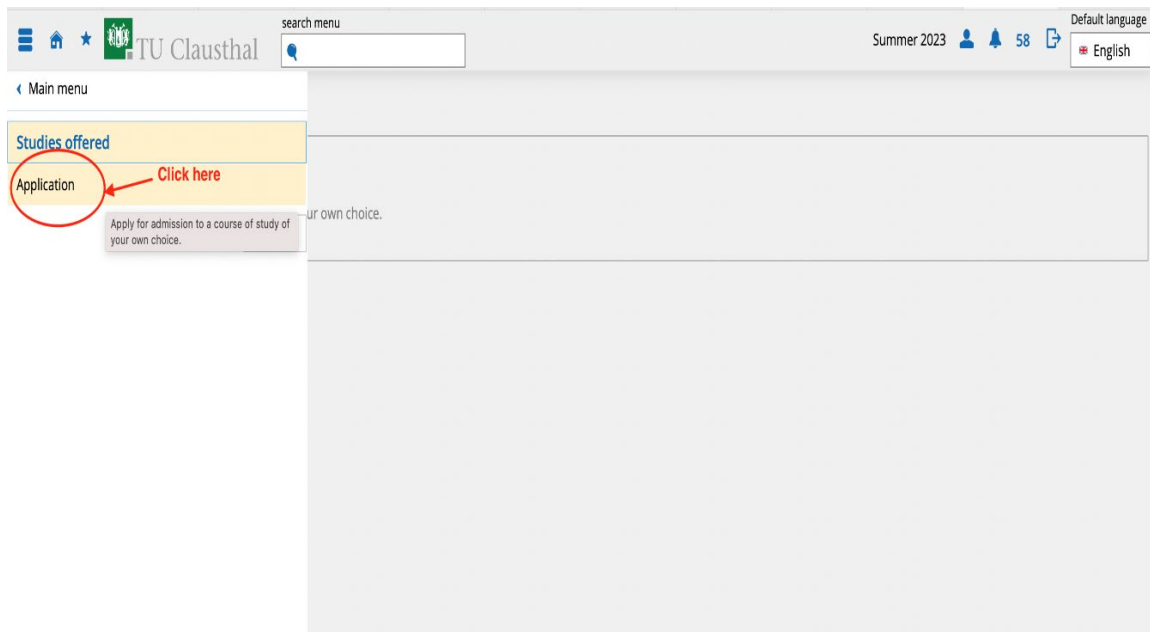 search menu
Default language
TU Clausthal
Summer 2023
58
English
Main menu
Studies offered
Click here
Application
ur own choice.
Apply for admission to a course of study of
your own choice.